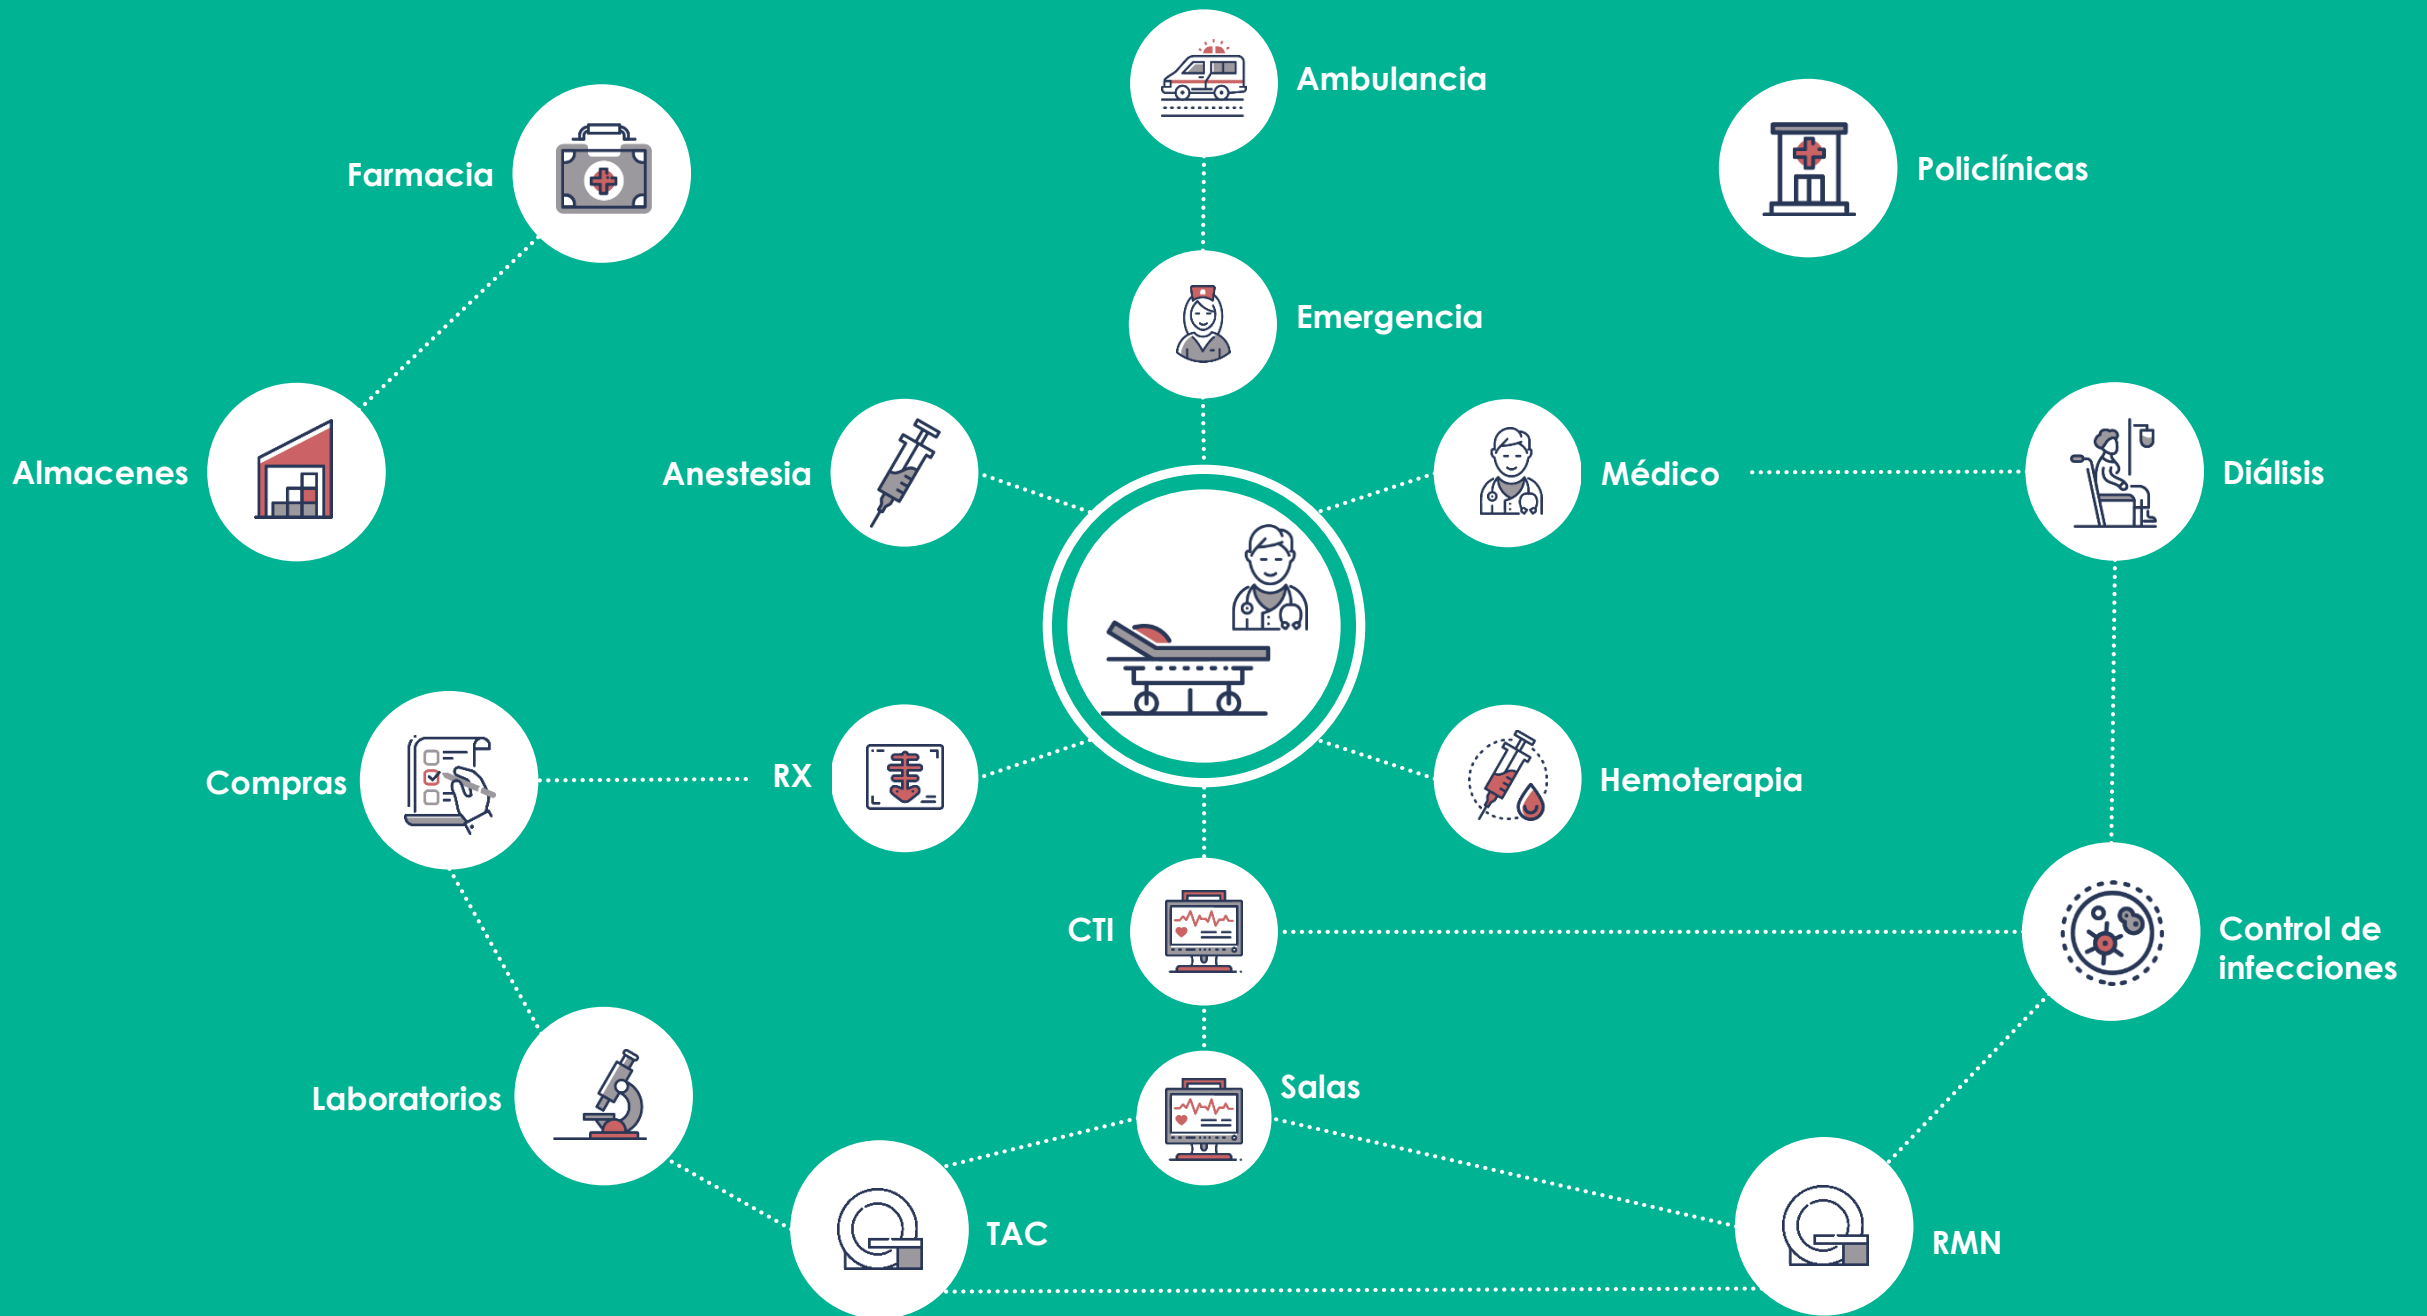 Ambulancia
Farmacia
Policlínicas
Emergencia
Almacenes
Anestesia
Médico
Diálisis
Compras
RX
Hemoterapia
CTI
Control de
infecciones
Laboratorios
Salas
TAC
RMN